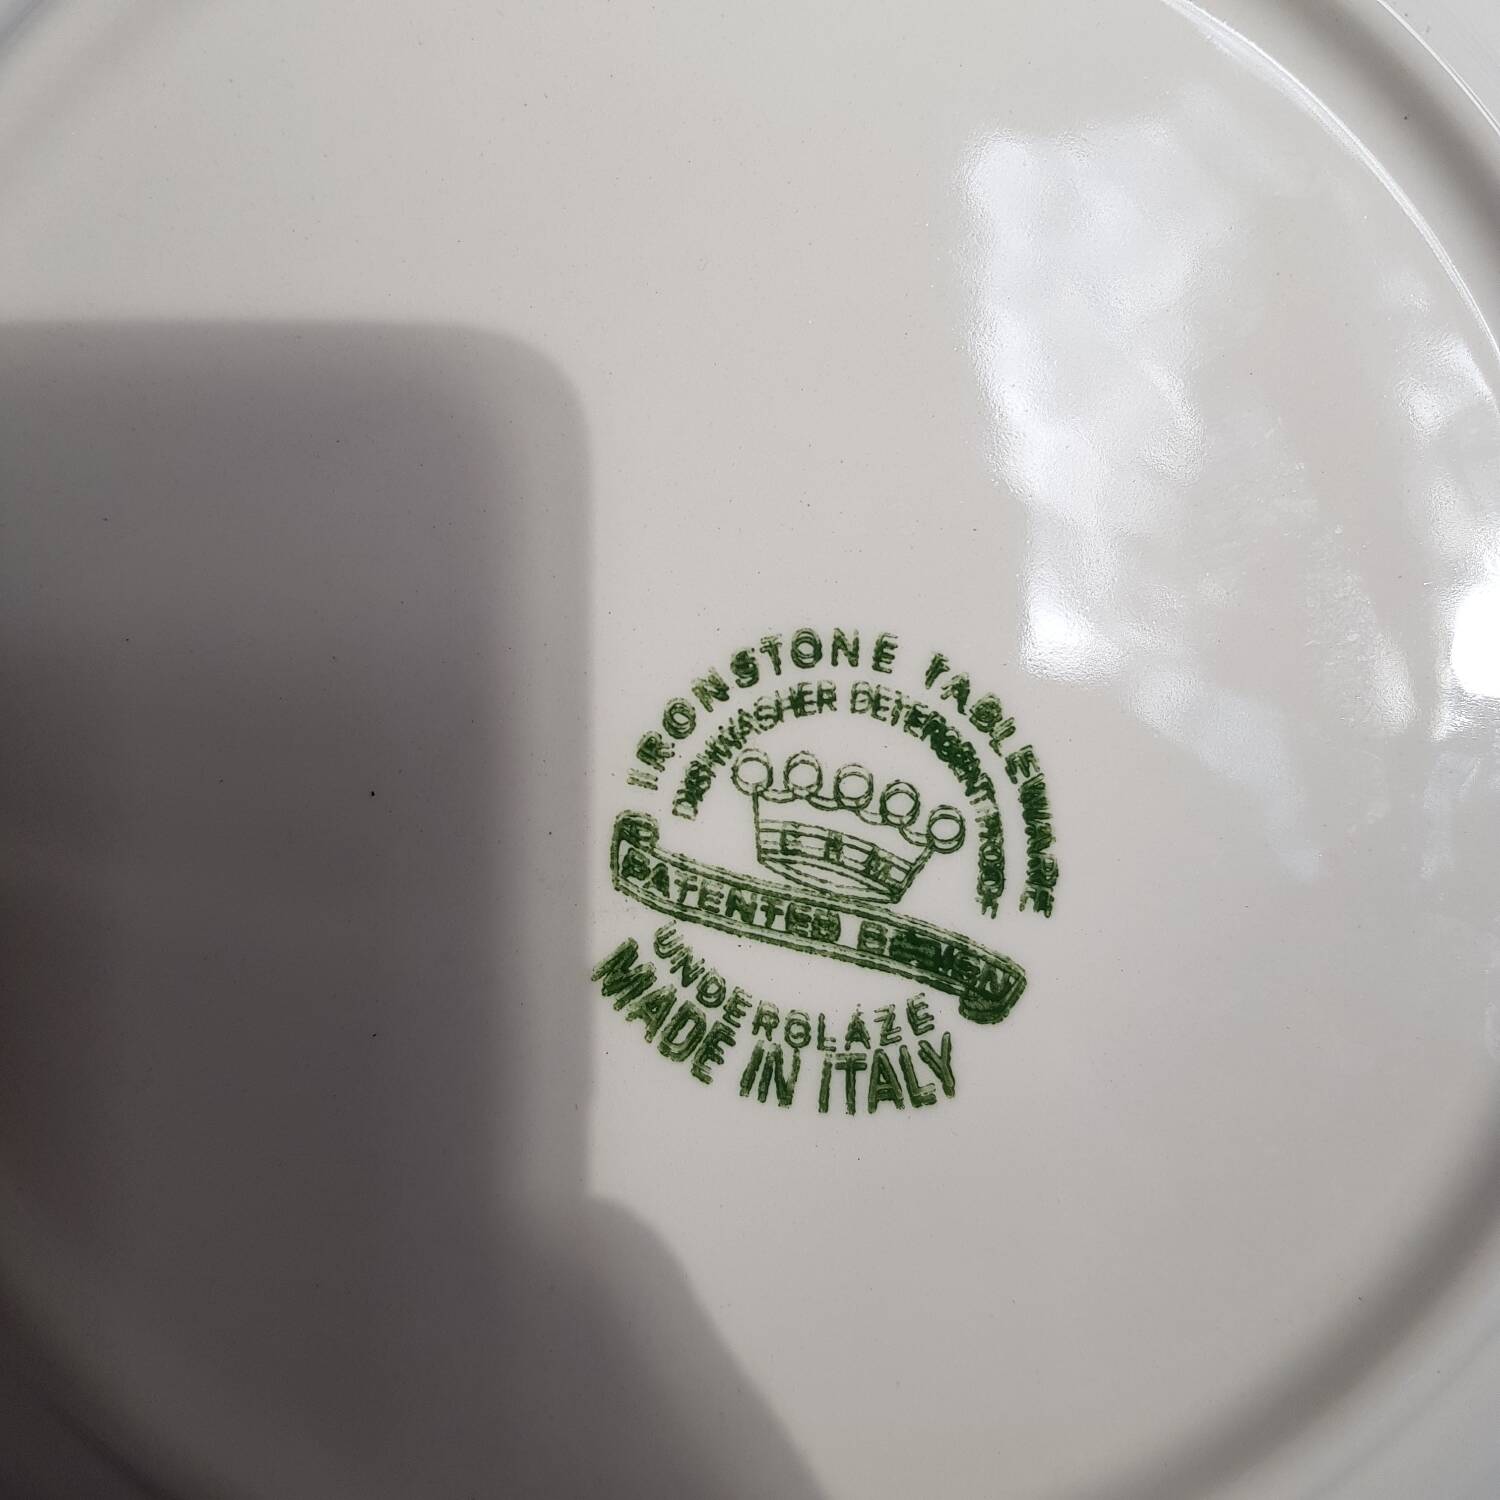 IRONSTONE TABLEWARE
DISHWASHER DETERGENT PROOF
PATENTED DESIGN
UNDERGLAZE
MADE IN ITALY